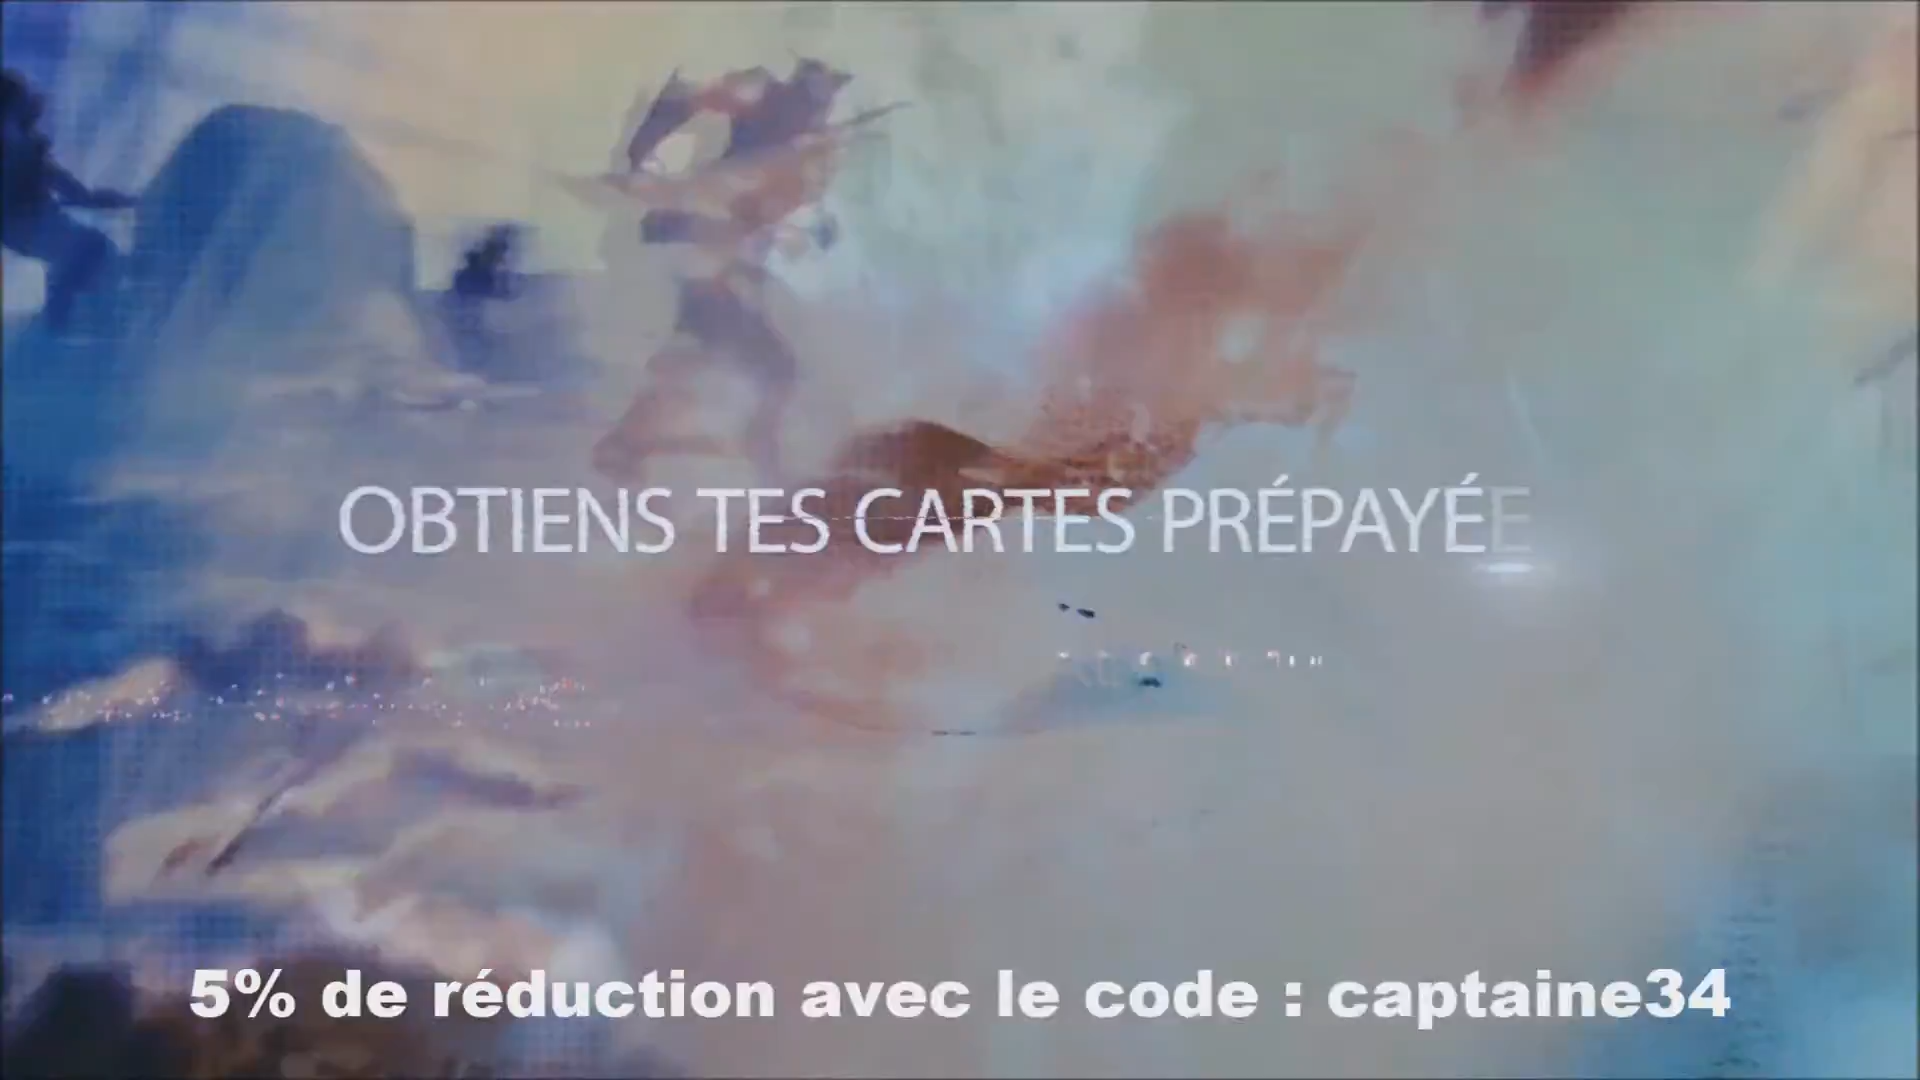 OBTIENS TES CARTES PRÉPAYÉE
5% de réduction avec le code : captaine34